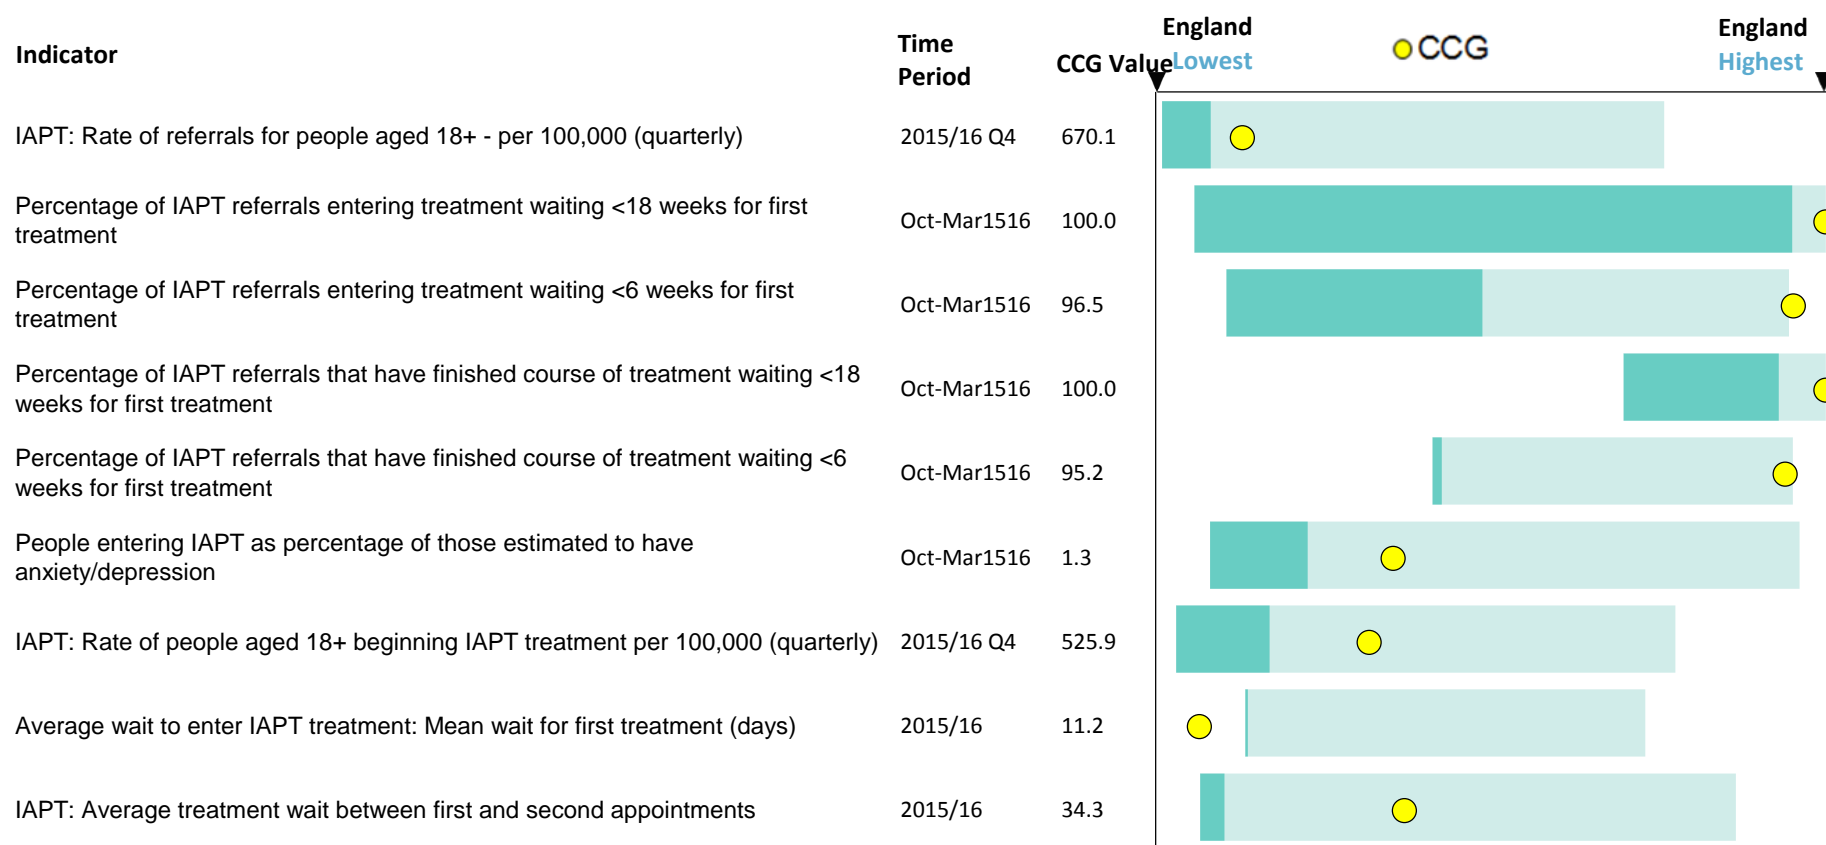 Indicator
Time
Period
CCG Value
England
Lowest
CCG
England
Highest
IAPT: Rate of referrals for people aged 18+ - per 100,000 (quarterly) 2015/16 Q4 670.1
Percentage of IAPT referrals entering treatment waiting <18 weeks for first
treatment
Oct-Mar1516 100.0
Percentage of IAPT referrals entering treatment waiting <6 weeks for first
treatment
Oct-Mar1516 96.5
Percentage of IAPT referrals that have finished course of treatment waiting <18
weeks for first treatment
Oct-Mar1516 100.0
Percentage of IAPT referrals that have finished course of treatment waiting <6
weeks for first treatment
Oct-Mar1516 95.2
People entering IAPT as percentage of those estimated to have
anxiety/depression
Oct-Mar1516 1.3
IAPT: Rate of people aged 18+ beginning IAPT treatment per 100,000 (quarterly) 2015/16 Q4 525.9
Average wait to enter IAPT treatment: Mean wait for first treatment (days) 2015/16 11.2
IAPT: Average treatment wait between first and second appointments 2015/16 34.3